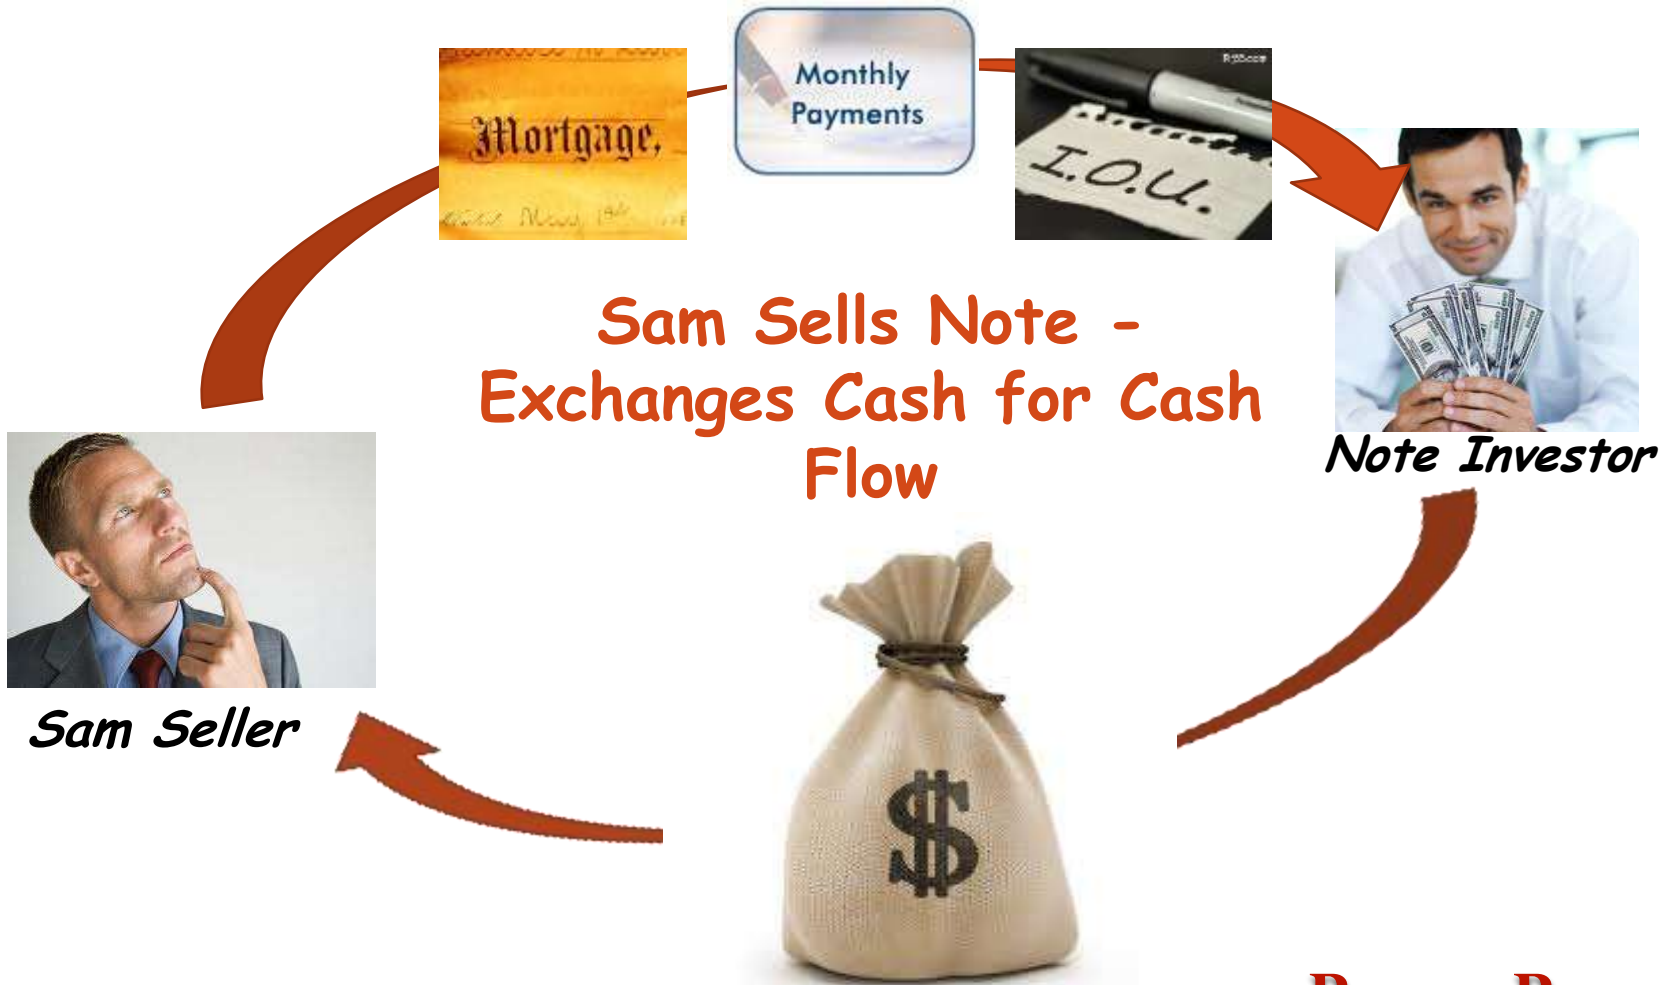 Mortgage,
Monthly
Payments
I.O.U.
Sam Sells Note -
Exchanges Cash for Cash
Flow
Note Investor
Sam Seller
$